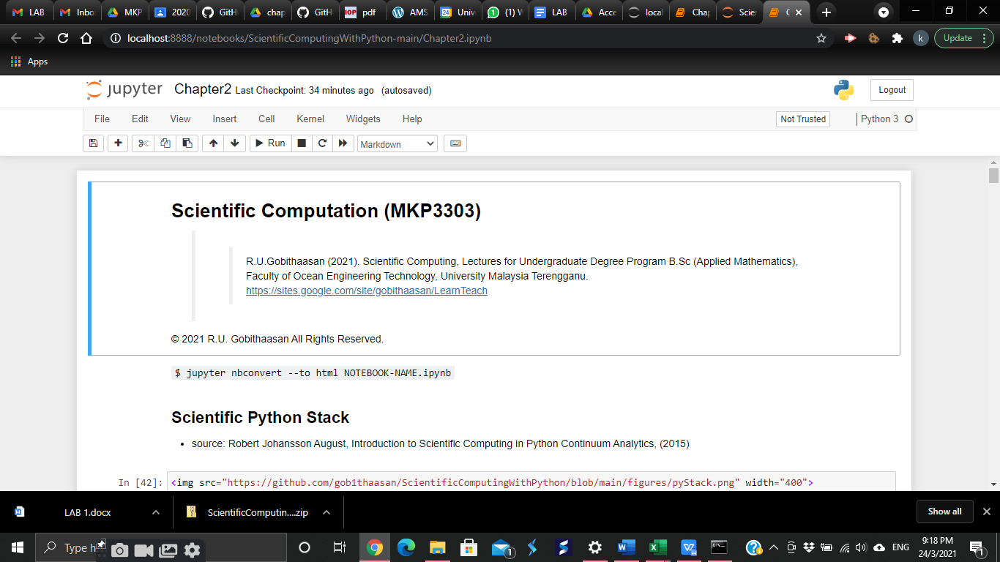 LAB
Inbo
MKP
2020
GitH
chap
GitH
IOP pdf
AMS
24 Univ
1 (1) W
LAB
Acce
local
Chap
Scien
C
localhost:8888/notebooks/ScientificComputingWithPython-main/Chapter2.ipynb
k
Update
Apps
jupyter Chapter2 Last Checkpoint: 34 minutes ago (autosaved)
Logout
File Edit View Insert Cell Kernel Widgets Help
Not Trusted
Python 3
Run
Markdown
Scientific Computation (MKP3303)
R.U.Gobithaasan (2021). Scientific Computing, Lectures for Undergraduate Degree Program B.Sc (Applied Mathematics),
Faculty of Ocean Engineering Technology, University Malaysia Terengganu.
https://sites.google.com/site/gobithaasan/LearnTeach
© 2021 R.U. Gobithaasan All Rights Reserved.
$ jupyter nbconvert --to html NOTEBOOK-NAME.ipynb
Scientific Python Stack
• source: Robert Johansson August, Introduction to Scientific Computing in Python Continuum Analytics, (2015)
In [42]: <img src="https://github.com/gob1thaasan/ScientificComputingWithPython/blob/main/figures/pyStack.png" width="400">
LAB 1.docx
ScientificComputin....zip
Show all
Type h
1
ENG
9:18 PM
24/3/2021
1